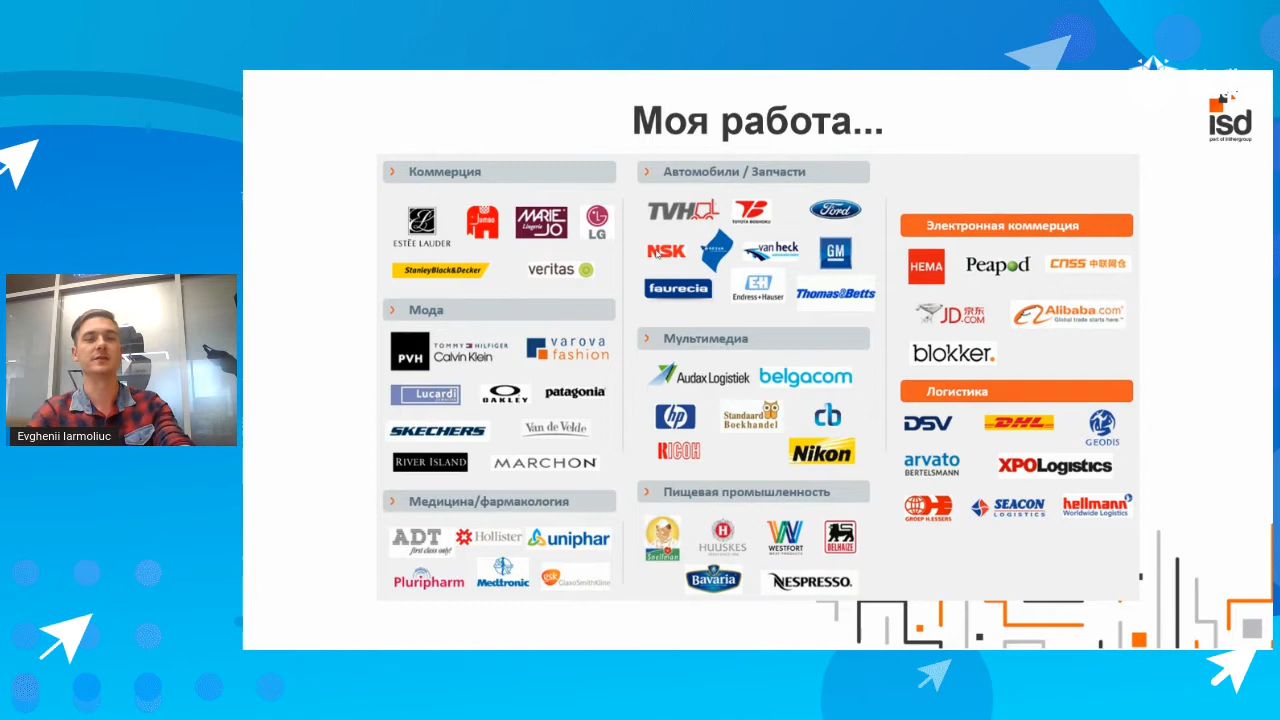 Моя работа...
isd
Коммерция
ESTĒE LAUDER
MARIE JO
Lingerie
LG
StanleyBlack&Decker
veritas
Мода
PVH
TOMMY HILFIGER
Calvin Klein
varova
fashion
Lucardi
OAKLEY
patagonia
SKECHERS
Van de Velde
RIVER ISLAND
MARCHON
Медицина/фармакология
ADT
first class only!
Hollister
uniphar
Pluripharm
Medtronic
gsk GlaxoSmithKline
Автомобили / Запчасти
TVH
TOYOTA BOSHOKU
Ford
NSK
van heck
GM
faurecia
EH
Endress+Hauser
Thomas&Betts
Мультимедиа
Audax Logistiek
belgacom
hp
Standaard
Boekhandel
cb
RICOH
Nikon
Пищевая промышленность
Snellman
H
HUUSKES
WESTFORT
DELHAIZE
Bavaria
NESPRESSO.
Электронная коммерция
HEMA
Peapod
CNSS 中联网仓
JD.COM 京东
Alibaba.com
Global trade starts here.
blokker.
Логистика
DSV
DHL
GEODIS
arvato
BERTELSMANN
XPOLogistics
GROEP H.ESSERS
SEACON
LOGISTICS
hellmann
Worldwide Logistics
Evghenii Iarmoliuc